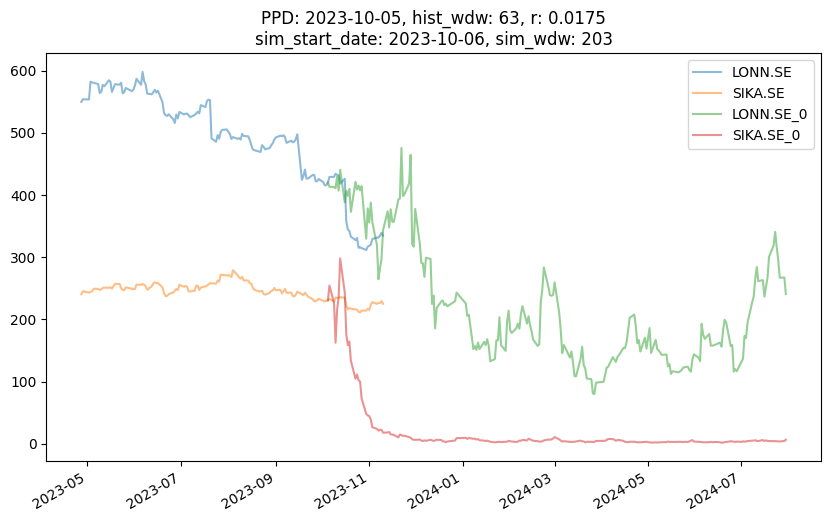 PPD: 2023-10-05, hist_wdw: 63, r: 0.0175
sim_start_date: 2023-10-06, sim_wdw: 203
LONN.SE
SIKA.SE
LONN.SE_0
SIKA.SE_0
600
500
400
300
200
100
0
2023-05
2023-07
2023-09
2023-11
2024-01
2024-03
2024-05
2024-07